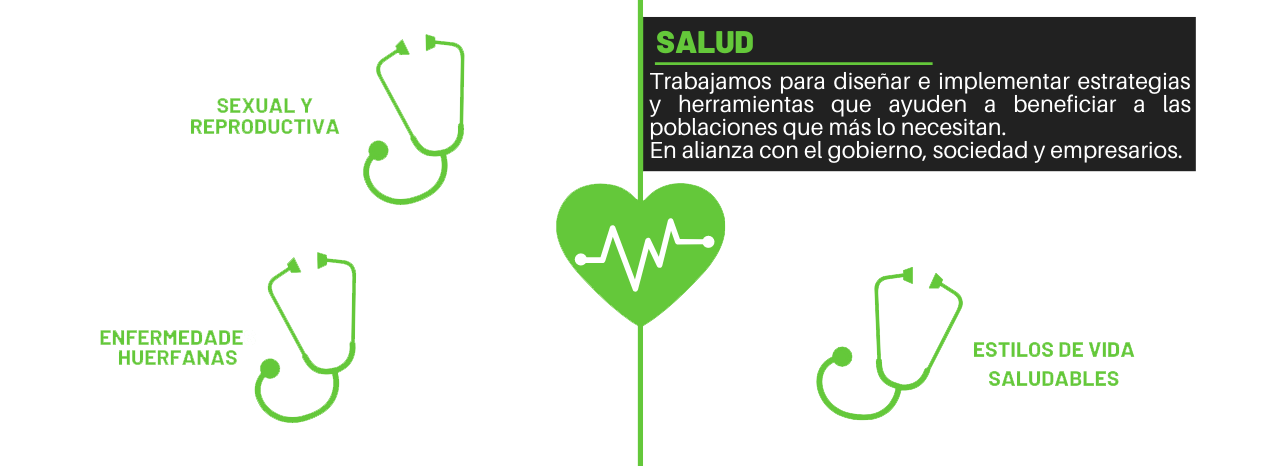 SALUD
Trabajamos para diseñar e implementar estrategias
y herramientas que ayuden a beneficiar a las
poblaciones que más lo necesitan.
En alianza con el gobierno, sociedad y empresarios.
SEXUAL Y
REPRODUCTIVA
ENFERMEDADE
HUERFANAS
ESTILOS DE VIDA
SALUDABLES